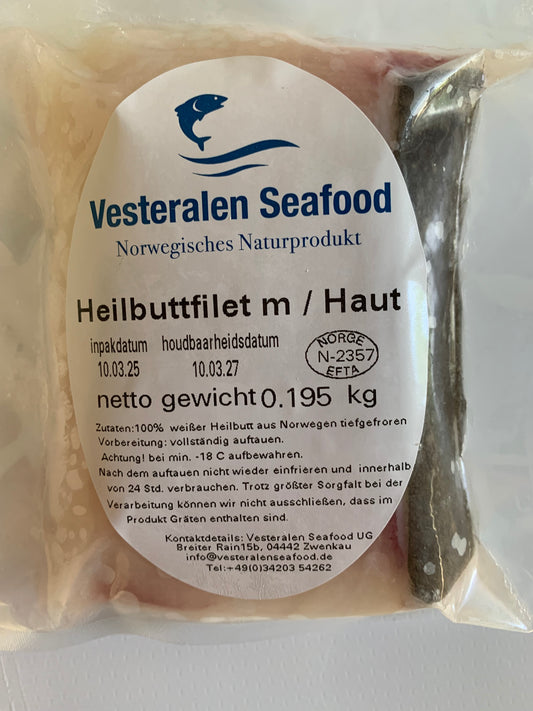 Vesteralen Seafood
Norwegisches Naturprodukt
Heilbuttfilet m / Haut
inpakdatum houdbaarheidsdatum
10.03.25 10.03.27
NORGE
N-2357
EFTA
netto gewicht 0.195 kg
Zutaten:100% weißer Heilbutt aus Norwegen tiefgefroren
Vorbereitung: vollständig auftauen.
Achtung! bei min. -18 C aufbewahren.
Nach dem auftauen nicht wieder einfrieren und innerhalb
von 24 Std. verbrauchen. Trotz größter Sorgfalt bei der
Verarbeitung können wir nicht ausschließen, dass im
Produkt Gräten enthalten sind.
Kontaktdetails: Vesteralen Seafood UG
Breiter Rain15b, 04442 Zwenkau
info@vesteralenseafood.de
Tel:+49(0)34203 54262